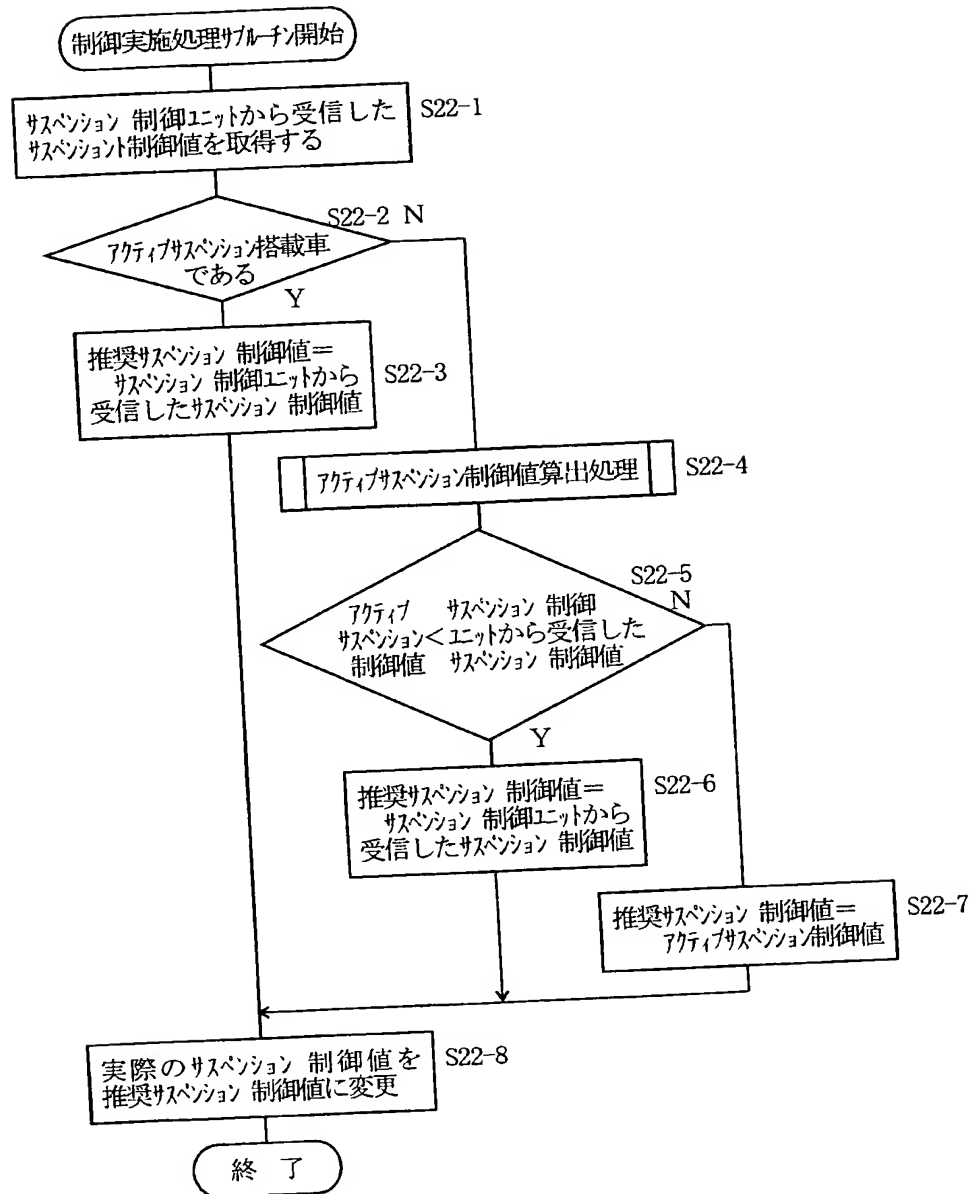 制御実施処理ｻﾌﾞﾙｰﾁﾝ開始
ｻｽﾍﾟﾝｼｮﾝ 制御ﾕﾆｯﾄから受信した
ｻｽﾍﾟﾝｼｮﾝﾄ制御値を取得する
S22-1
S22-2 N
ｱｸﾃｨﾌﾞｻｽﾍﾟﾝｼｮﾝ搭載車
である
Y
推奨ｻｽﾍﾟﾝｼｮﾝ 制御値＝
ｻｽﾍﾟﾝｼｮﾝ 制御ﾕﾆｯﾄから
受信したｻｽﾍﾟﾝｼｮﾝ 制御値
S22-3
ｱｸﾃｨﾌﾞｻｽﾍﾟﾝｼｮﾝ制御値算出処理
S22-4
S22-5
N
ｱｸﾃｨﾌﾞ ｻｽﾍﾟﾝｼｮﾝ 制御
ｻｽﾍﾟﾝｼｮﾝ＜ﾕﾆｯﾄから受信した
制御値 ｻｽﾍﾟﾝｼｮﾝ 制御値
Y
推奨ｻｽﾍﾟﾝｼｮﾝ 制御値＝
ｻｽﾍﾟﾝｼｮﾝ 制御ﾕﾆｯﾄから
受信したｻｽﾍﾟﾝｼｮﾝ 制御値
S22-6
推奨ｻｽﾍﾟﾝｼｮﾝ 制御値＝
ｱｸﾃｨﾌﾞｻｽﾍﾟﾝｼｮﾝ制御値
S22-7
実際のｻｽﾍﾟﾝｼｮﾝ 制御値を
推奨ｻｽﾍﾟﾝｼｮﾝ 制御値に変更
S22-8
終 了